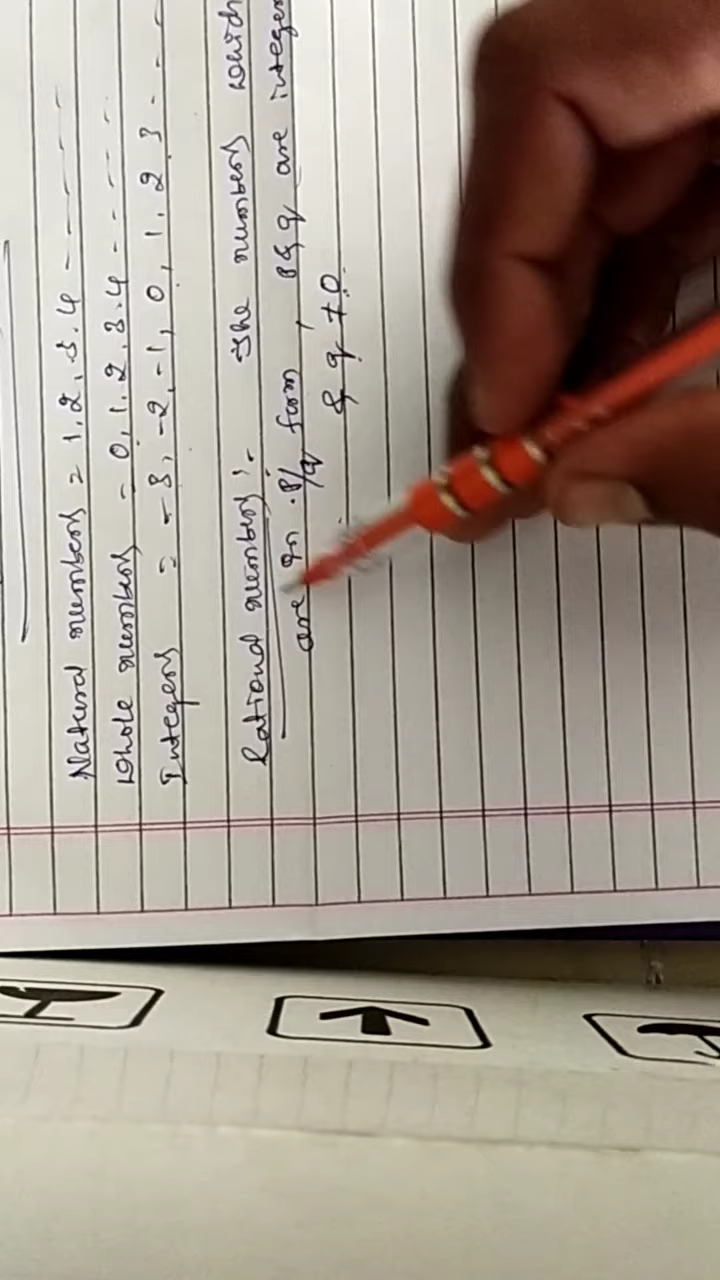 Natural numbers = 1, 2, 3, 4 ------
Whole numbers = 0, 1, 2, 3, 4 - - - - -
Integers = -3, -2, -1, 0, 1, 2, 3 - - - -
Rational numbers :- The numbers which
are in P/q form, P & q are integer
& q ≠ 0.